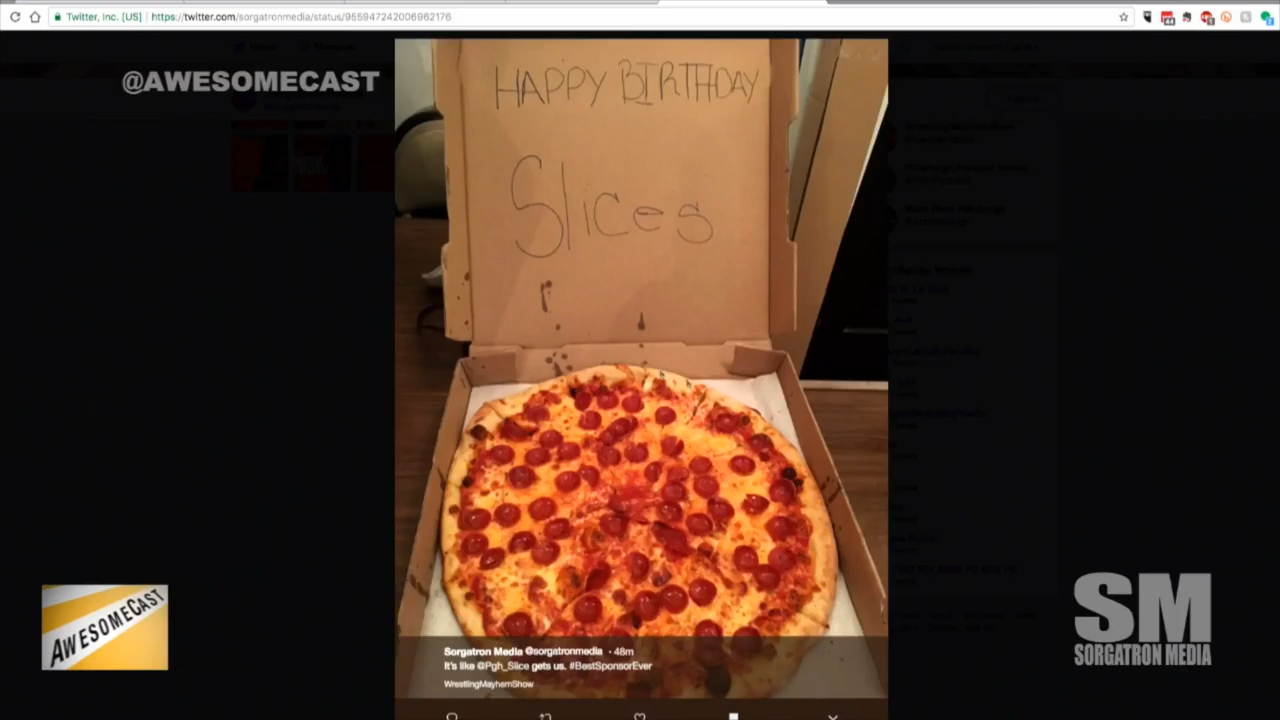 Twitter, Inc. [US] | https://twitter.com/sorgatronmedia/status/955947242006962176
@AWESOMECAST
HAPPY BIRTHDAY
Slices
AWESOMECAST
SM
SORGATRON MEDIA
Sorgatron Media @sorgatronmedia · 48m
It's like @Pgh_Slice gets us. #BestSponsorEver
WrestlingMayhemShow